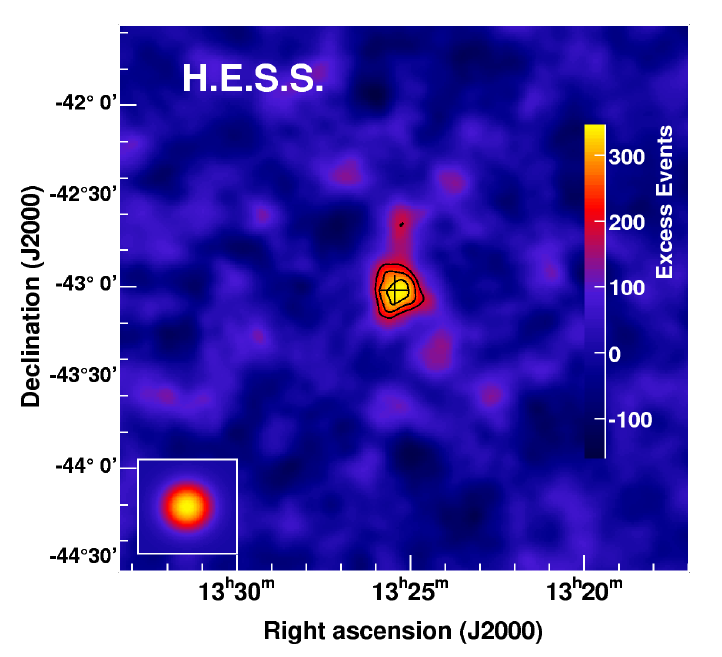 H.E.S.S.
-42° 0’
-42°30’
-43° 0’
-43°30’
-44° 0’
-44°30’
Declination (J2000)
300
200
100
0
-100
Excess Events
13ʰ30ᵐ
13ʰ25ᵐ
13ʰ20ᵐ
Right ascension (J2000)